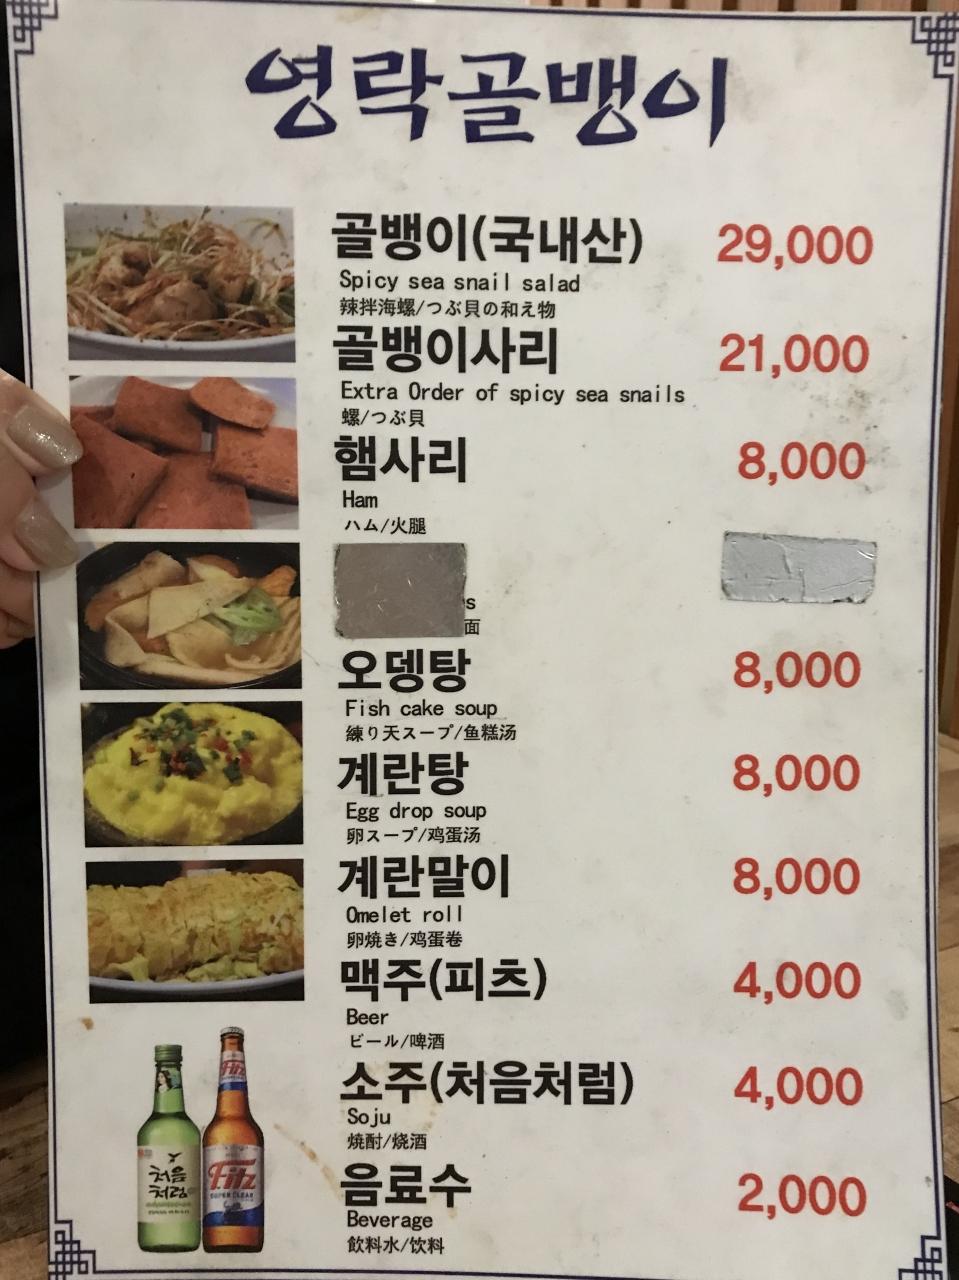 영락골뱅이
골뱅이(국내산) 29,000
Spicy sea snail salad
辣拌海螺/つぶ貝の和え物
골뱅이사리 21,000
Extra Order of spicy sea snails
螺/つぶ貝
햄사리 8,000
Ham
ハム/火腿
s
面
오뎅탕 8,000
Fish cake soup
練り天スープ/鱼糕汤
계란탕 8,000
Egg drop soup
卵スープ/鸡蛋汤
계란말이 8,000
Omelet roll
卵焼き/鸡蛋卷
맥주(피츠) 4,000
Beer
ビール/啤酒
소주(처음처럼) 4,000
Soju
焼酎/烧酒
음료수 2,000
Beverage
飲料水/饮料
Fitz
처음
처럼
Fitz
SUPER CLEAR